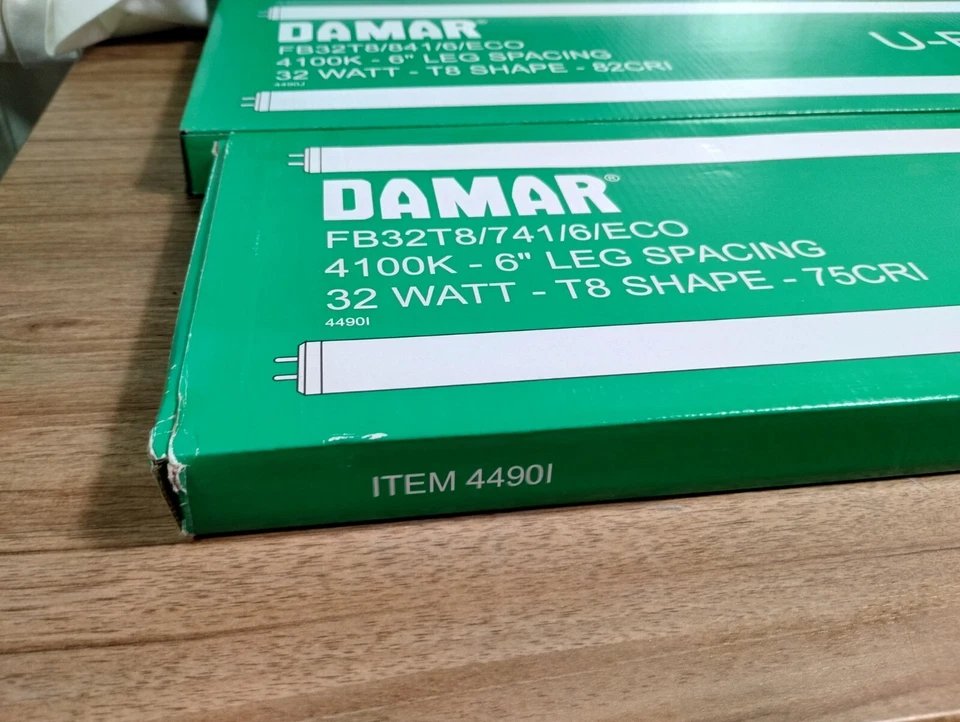 DAMAR
FB32T8/841/6/ECO
4100K - 6" LEG SPACING
32 WATT - T8 SHAPE - 82CRI
4490J
DAMAR®
FB32T8/741/6/ECO
4100K - 6" LEG SPACING
32 WATT - T8 SHAPE - 75CRI
4490I
ITEM 4490I